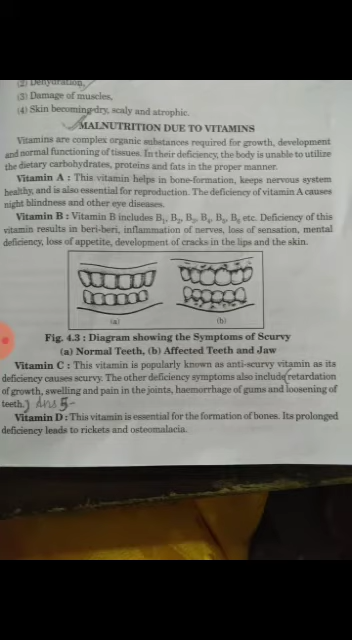 (2) Dehydration,
(3) Damage of muscles,
(4) Skin becoming dry, scaly and atrophic.
MALNUTRITION DUE TO VITAMINS
Vitamins are complex organic substances required for growth, development
and normal functioning of tissues. In their deficiency, the body is unable to utilize
the dietary carbohydrates, proteins and fats in the proper manner.
Vitamin A : This vitamin helps in bone-formation, keeps nervous system
healthy, and is also essential for reproduction. The deficiency of vitamin A causes
night blindness and other eye diseases.
Vitamin B : Vitamin B includes B₁, B₂, B₃, B₄, B₅, B₆ etc. Deficiency of this
vitamin results in beri-beri, inflammation of nerves, loss of sensation, mental
deficiency, loss of appetite, development of cracks in the lips and the skin.
(a) (b)
Fig. 4.3 : Diagram showing the Symptoms of Scurvy
(a) Normal Teeth, (b) Affected Teeth and Jaw
Vitamin C : This vitamin is popularly known as anti-scurvy vitamin as its
deficiency causes scurvy. The other deficiency symptoms also include (retardation
of growth, swelling and pain in the joints, haemorrhage of gums and loosening of
teeth.) Ans 5-
Vitamin D : This vitamin is essential for the formation of bones. Its prolonged
deficiency leads to rickets and osteomalacia.